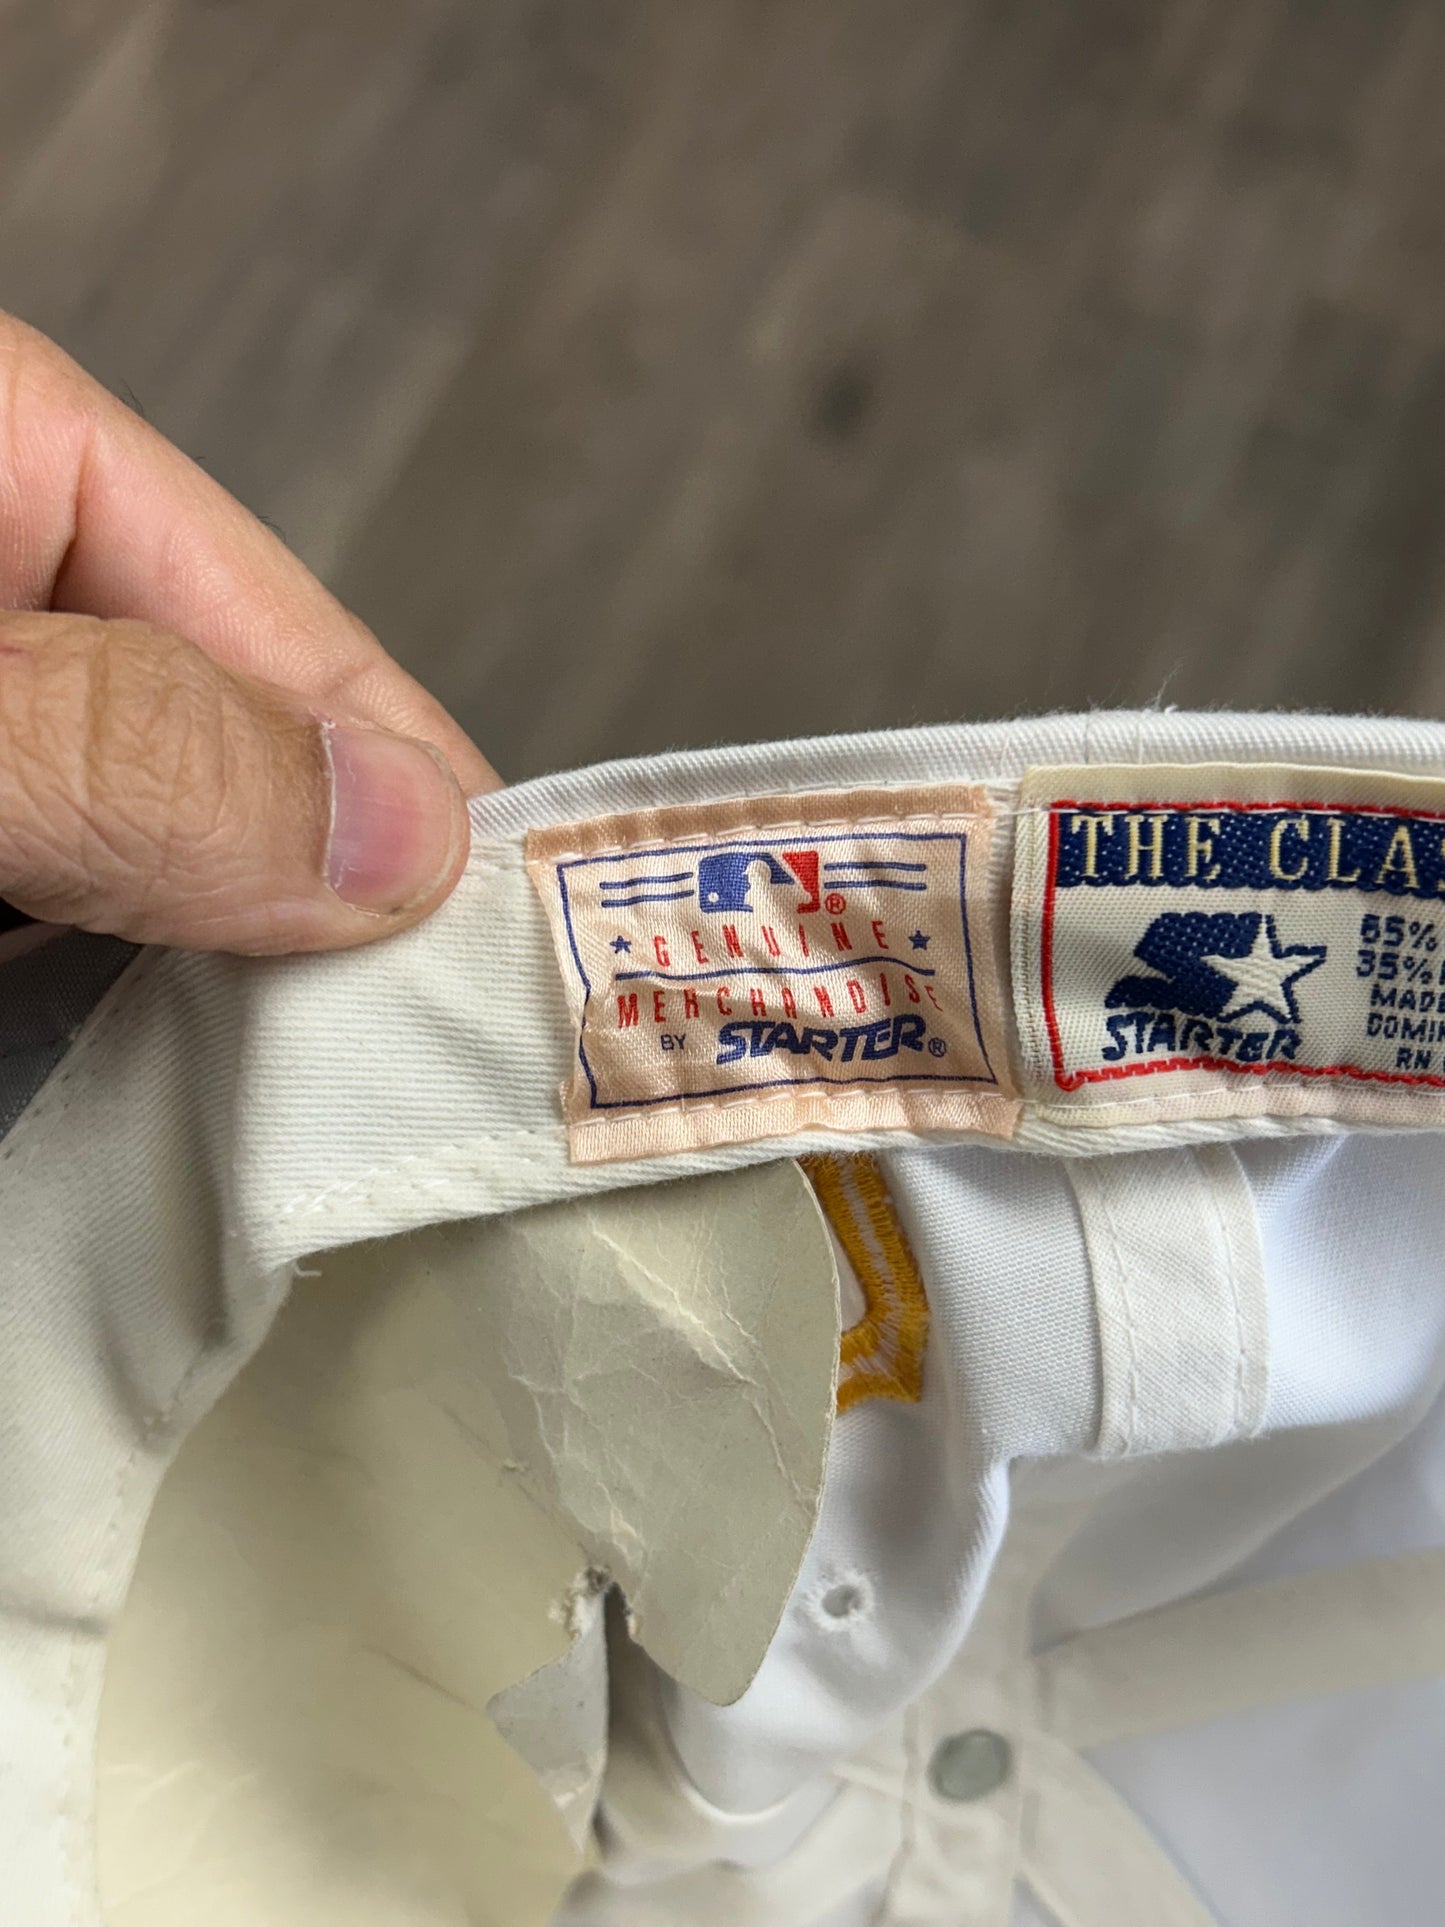 ®
GENUINE
MERCHANDISE
BY STARTER®
THE CLAS
STARTER
65%
35%
MADE
DOMIN
RN